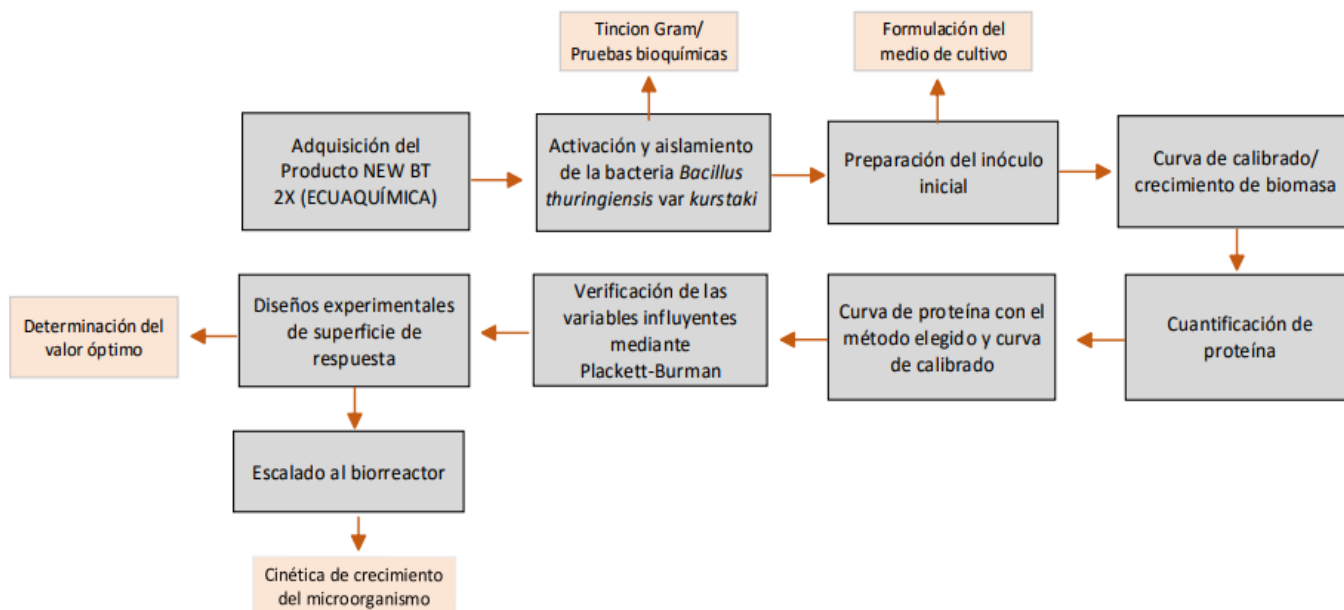 Tincion Gram/
Pruebas bioquímicas
Formulación del
medio de cultivo
Adquisición del
Producto NEW BT
2X (ECUAQUÍMICA)
Activación y aislamiento
de la bacteria Bacillus
thuringiensis var kurstaki
Preparación del inóculo
inicial
Curva de calibrado/
crecimiento de biomasa
Determinación del
valor óptimo
Diseños experimentales
de superficie de
respuesta
Verificación de las
variables influyentes
mediante
Plackett-Burman
Curva de proteína con el
método elegido y curva
de calibrado
Cuantificación de
proteína
Escalado al biorreactor
Cinética de crecimiento
del microorganismo